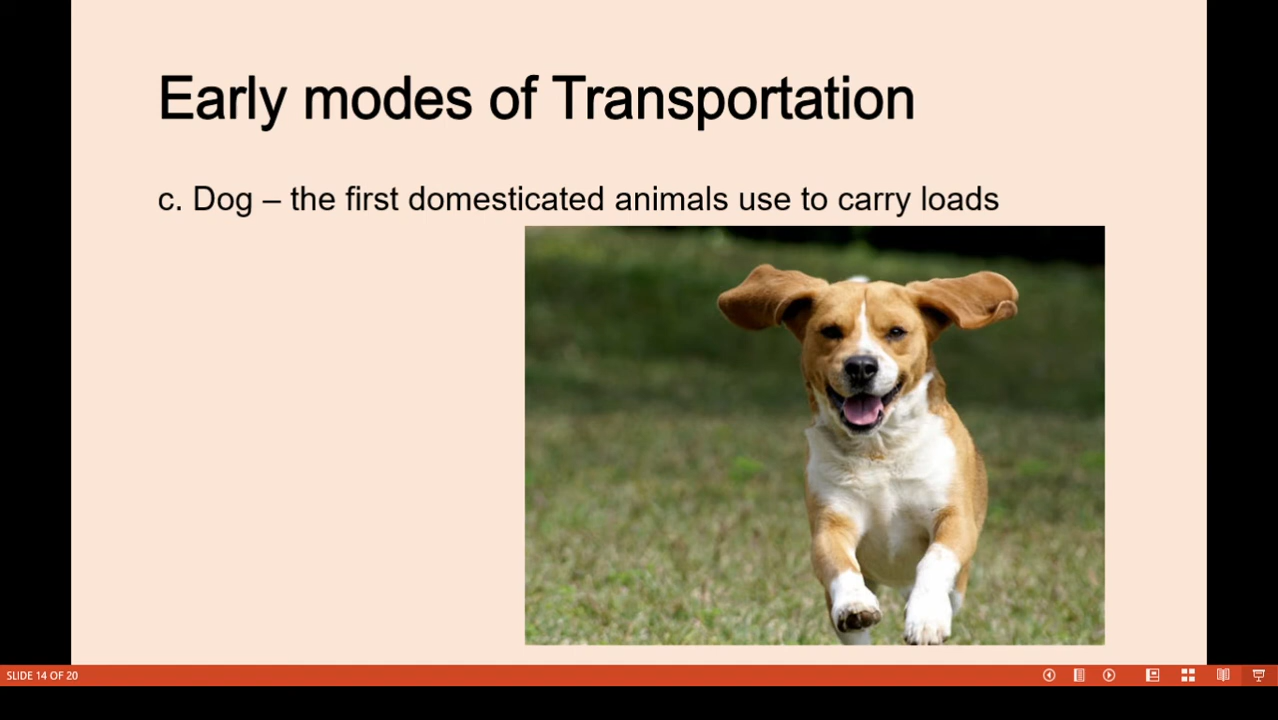 Early modes of Transportation
c. Dog – the first domesticated animals use to carry loads
SLIDE 14 OF 20